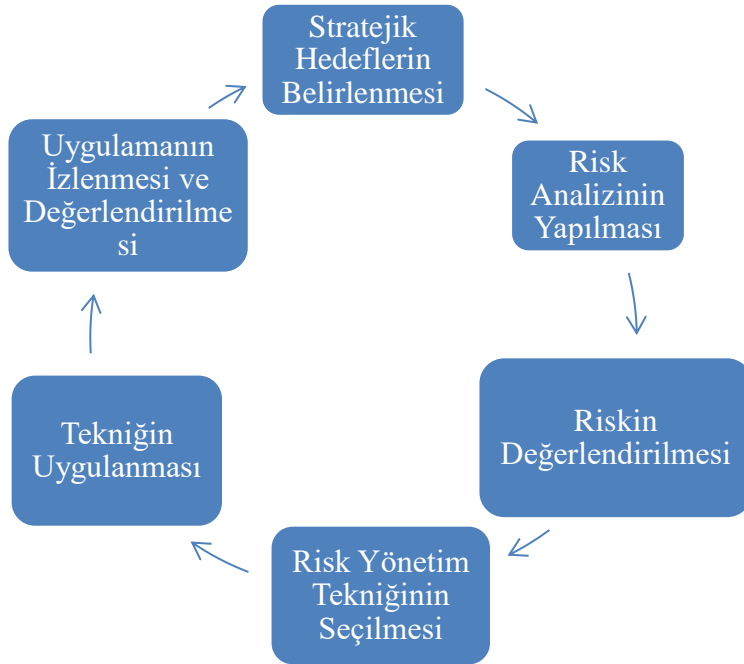 Stratejik
Hedeflerin
Belirlenmesi
Risk
Analizinin
Yapılması
Riskin
Değerlendirilmesi
Risk Yönetim
Tekniğinin
Seçilmesi
Tekniğin
Uygulanması
Uygulamanın
İzlenmesi ve
Değerlendirilme
si